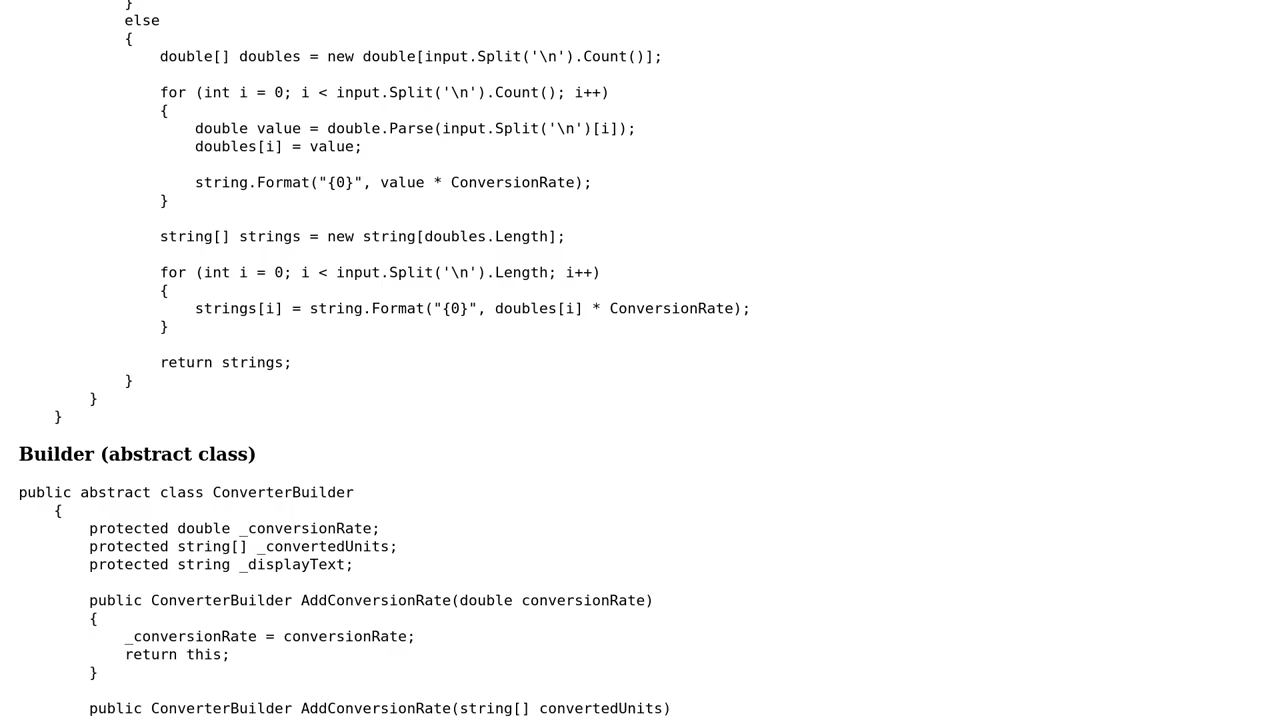 }
else
{
double[] doubles = new double[input.Split('\n').Count()];
for (int i = 0; i < input.Split('\n').Count(); i++)
{
double value = double.Parse(input.Split('\n')[i]);
doubles[i] = value;
string.Format("{0}", value * ConversionRate);
}
string[] strings = new string[doubles.Length];
for (int i = 0; i < input.Split('\n').Length; i++)
{
strings[i] = string.Format("{0}", doubles[i] * ConversionRate);
}
return strings;
}
}
}
Builder (abstract class)
public abstract class ConverterBuilder
{
protected double _conversionRate;
protected string[] _convertedUnits;
protected string _displayText;
public ConverterBuilder AddConversionRate(double conversionRate)
{
_conversionRate = conversionRate;
return this;
}
public ConverterBuilder AddConversionRate(string[] convertedUnits)